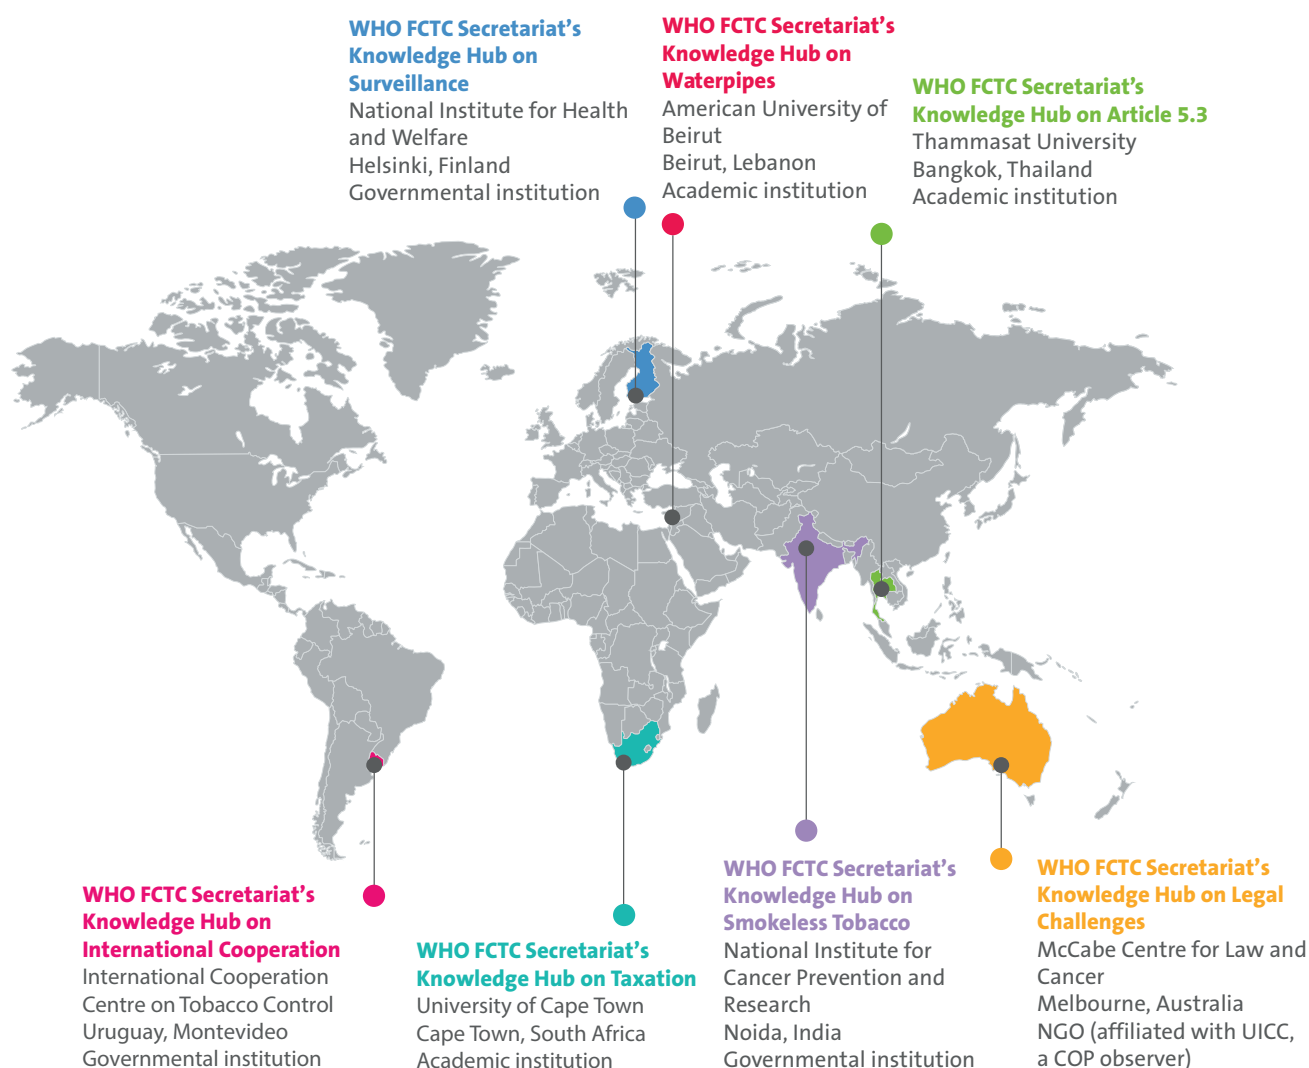 WHO FCTC Secretariat's
Knowledge Hub on
Surveillance
National Institute for Health
and Welfare
Helsinki, Finland
Governmental institution
WHO FCTC Secretariat's
Knowledge Hub on
Waterpipes
American University of
Beirut
Beirut, Lebanon
Academic institution
WHO FCTC Secretariat's
Knowledge Hub on Article 5.3
Thammasat University
Bangkok, Thailand
Academic institution
WHO FCTC Secretariat's
Knowledge Hub on
International Cooperation
International Cooperation
Centre on Tobacco Control
Uruguay, Montevideo
Governmental institution
WHO FCTC Secretariat's
Knowledge Hub on Taxation
University of Cape Town
Cape Town, South Africa
Academic institution
WHO FCTC Secretariat's
Knowledge Hub on
Smokeless Tobacco
National Institute for
Cancer Prevention and
Research
Noida, India
Governmental institution
WHO FCTC Secretariat's
Knowledge Hub on Legal
Challenges
McCabe Centre for Law and
Cancer
Melbourne, Australia
NGO (affiliated with UICC,
a COP observer)